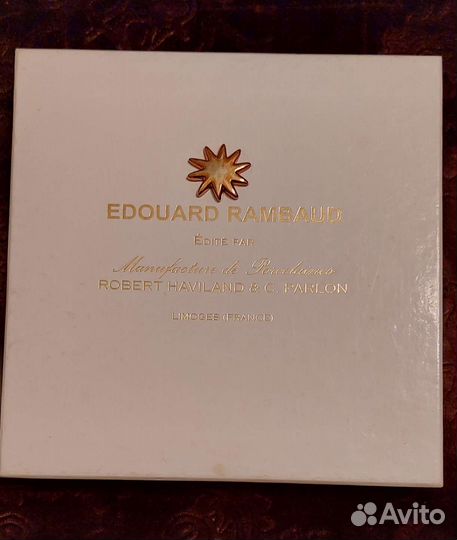 EDOUARD RAMBAUD
ÉDITÉ PAR
Manufacture de Porcelaines
ROBERT HAVILAND & C. PARLON
LIMOGES (FRANCE)
Avito